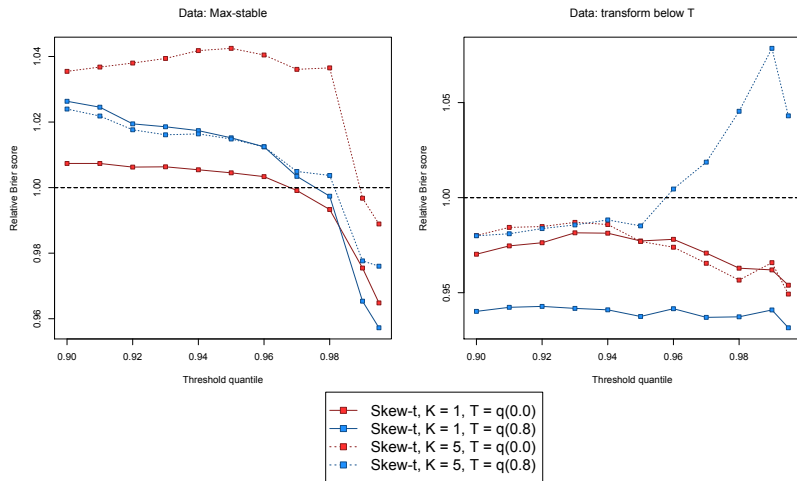 Data: Max-stable
Relative Brier score
1.04
1.02
1.00
0.98
0.96
0.90
0.92
0.94
0.96
0.98
Threshold quantile
Data: transform below T
Relative Brier score
1.05
1.00
0.95
0.90
0.92
0.94
0.96
0.98
Threshold quantile
Skew-t, K = 1, T = q(0.0)
Skew-t, K = 1, T = q(0.8)
Skew-t, K = 5, T = q(0.0)
Skew-t, K = 5, T = q(0.8)